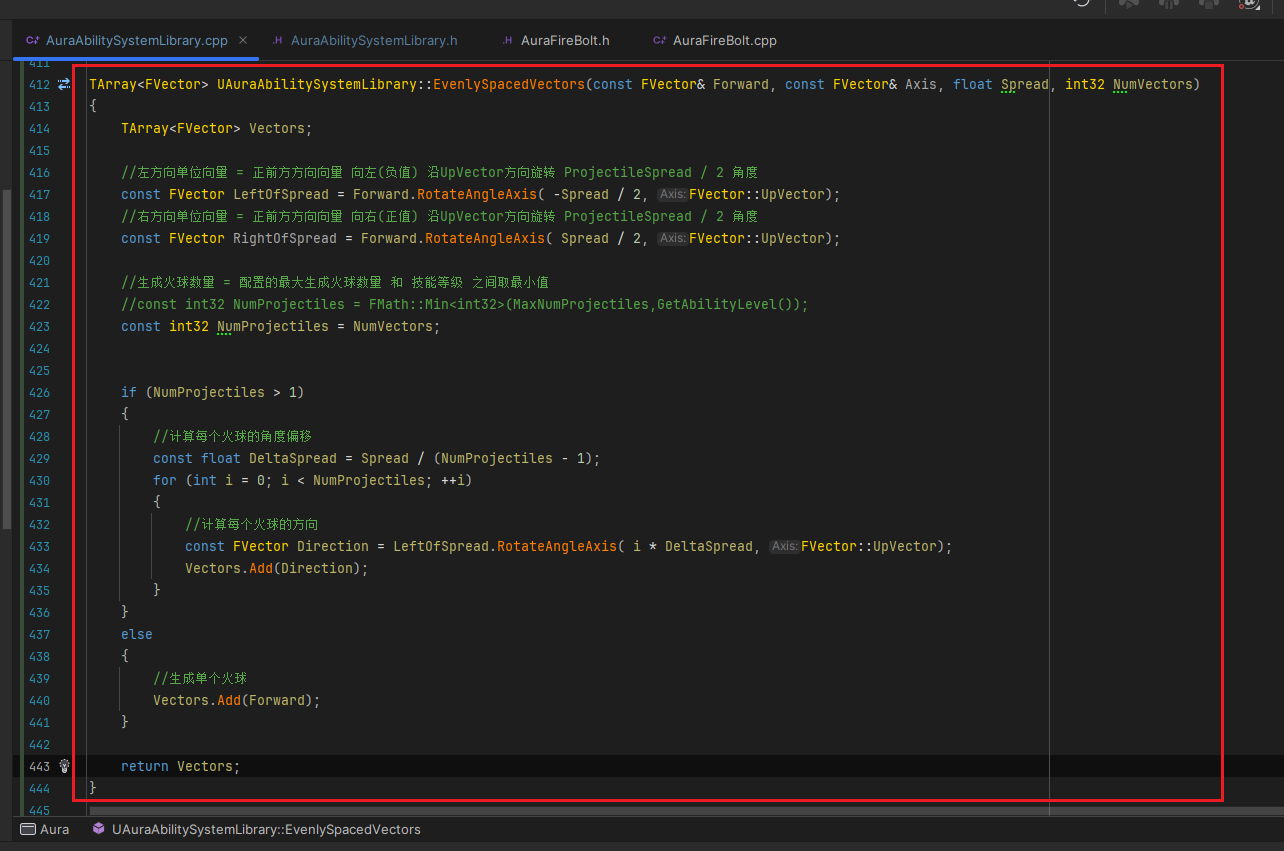 AuraAbilitySystemLibrary.cpp
AuraAbilitySystemLibrary.h
AuraFireBolt.h
AuraFireBolt.cpp
411
412 TArray<FVector> UAuraAbilitySystemLibrary::EvenlySpacedVectors(const FVector& Forward, const FVector& Axis, float Spread, int32 NumVectors)
413 {
414 TArray<FVector> Vectors;
415
416 //左方向单位向量 = 正前方方向向量 向左(负值) 沿UpVector方向旋转 ProjectileSpread / 2 角度
417 const FVector LeftOfSpread = Forward.RotateAngleAxis( -Spread / 2, Axis: FVector::UpVector);
418 //右方向单位向量 = 正前方方向向量 向右(正值) 沿UpVector方向旋转 ProjectileSpread / 2 角度
419 const FVector RightOfSpread = Forward.RotateAngleAxis( Spread / 2, Axis: FVector::UpVector);
420
421 //生成火球数量 = 配置的最大生成火球数量 和 技能等级 之间取最小值
422 //const int32 NumProjectiles = FMath::Min<int32>(MaxNumProjectiles,GetAbilityLevel());
423 const int32 NumProjectiles = NumVectors;
424
425
426 if (NumProjectiles > 1)
427 {
428 //计算每个火球的角度偏移
429 const float DeltaSpread = Spread / (NumProjectiles - 1);
430 for (int i = 0; i < NumProjectiles; ++i)
431 {
432 //计算每个火球的方向
433 const FVector Direction = LeftOfSpread.RotateAngleAxis( i * DeltaSpread, Axis: FVector::UpVector);
434 Vectors.Add(Direction);
435 }
436 }
437 else
438 {
439 //生成单个火球
440 Vectors.Add(Forward);
441 }
442
443 return Vectors;
444 }
445
Aura UAuraAbilitySystemLibrary::EvenlySpacedVectors